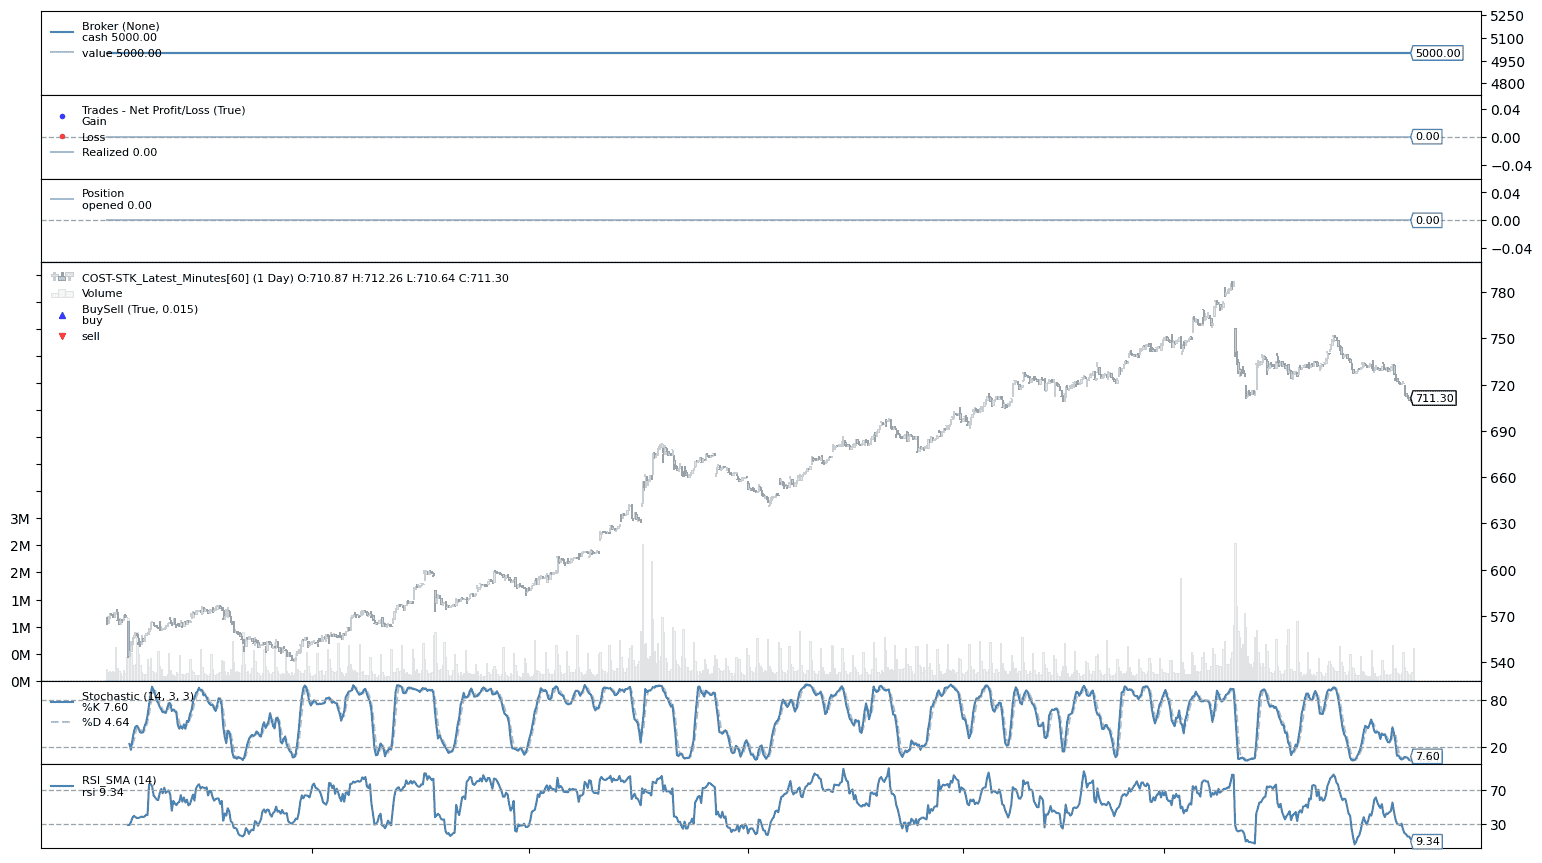 Broker (None)
cash 5000.00
value 5000.00
5250
5100
4950
4800
5000.00
Trades - Net Profit/Loss (True)
Gain
Loss
Realized 0.00
0.04
0.00
−0.04
0.00
Position
opened 0.00
0.04
0.00
−0.04
0.00
COST-STK_Latest_Minutes[60] (1 Day) O:710.87 H:712.26 L:710.64 C:711.30
Volume
BuySell (True, 0.015)
buy
sell
780
750
720
711.30
690
660
630
600
570
540
3M
2M
2M
1M
1M
0M
0M
Stochastic (14, 3, 3)
%K 7.60
%D 4.64
80
20
7.60
RSI_SMA (14)
rsi 9.34
70
30
9.34